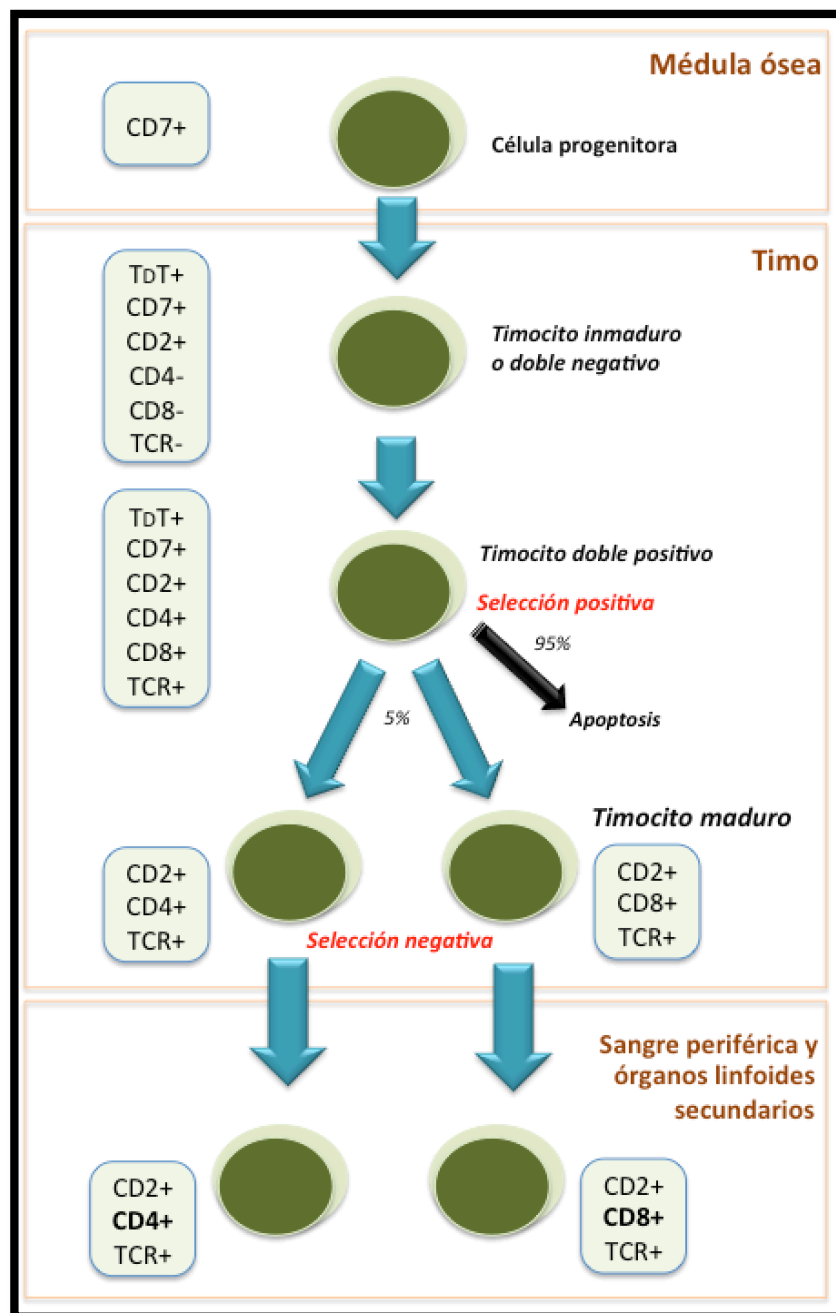 Médula ósea
CD7+
Célula progenitora
Timo
TDT+
CD7+
CD2+
CD4-
CD8-
TCR-
Timocito inmaduro
o doble negativo
TDT+
CD7+
CD2+
CD4+
CD8+
TCR+
Timocito doble positivo
Selección positiva
95%
5%
Apoptosis
Timocito maduro
CD2+
CD4+
TCR+
CD2+
CD8+
TCR+
Selección negativa
Sangre periférica y
órganos linfoides
secundarios
CD2+
CD4+
TCR+
CD2+
CD8+
TCR+